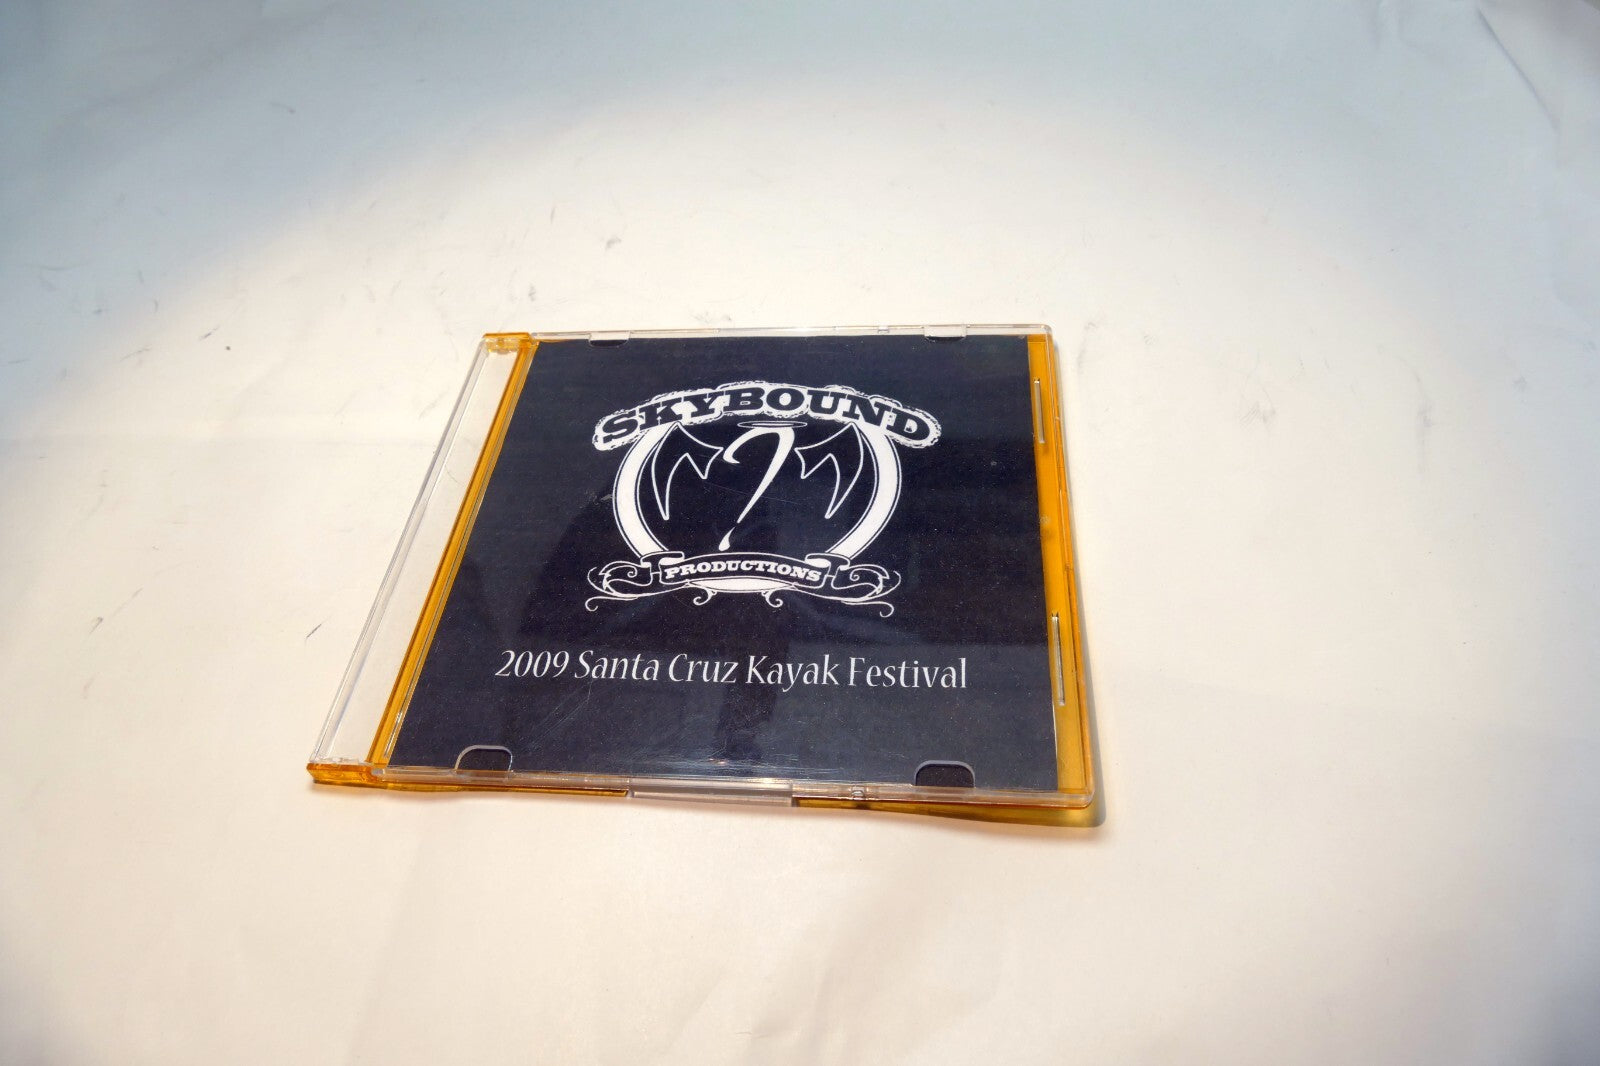 SKYBOUND
?
PRODUCTIONS
2009 Santa Cruz Kayak Festival